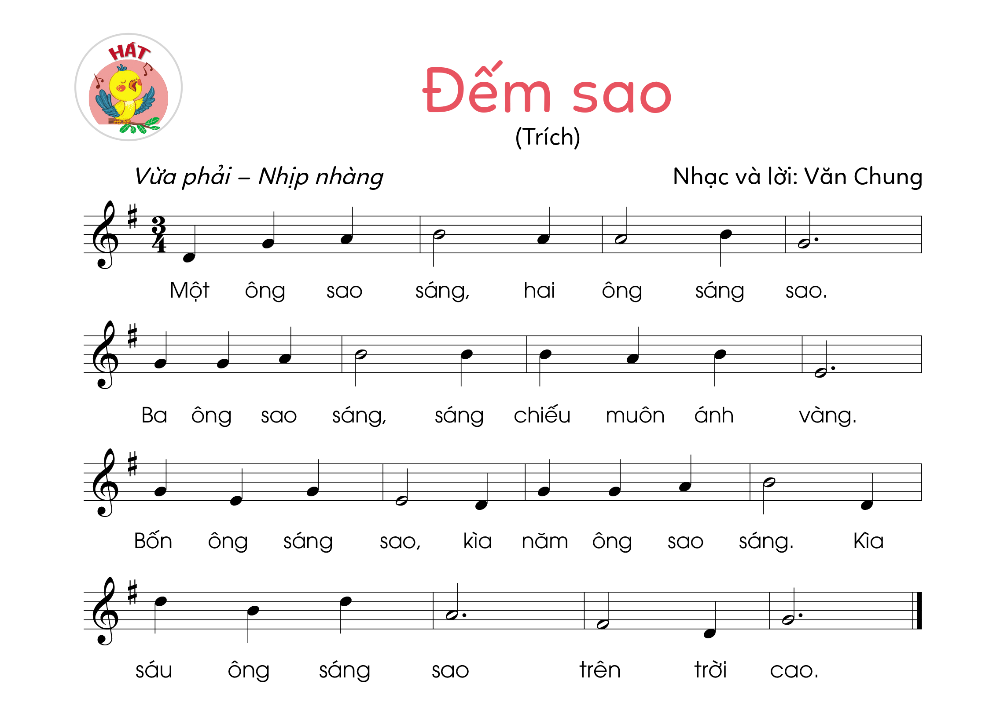 HÁT
Đếm sao
(Trích)
Vừa phải – Nhịp nhàng
Nhạc và lời: Văn Chung
3
4
Một ông sao sáng, hai ông sáng sao.
Ba ông sao sáng, sáng chiếu muôn ánh vàng.
Bốn ông sáng sao, kìa năm ông sao sáng. Kìa
sáu ông sáng sao trên trời cao.